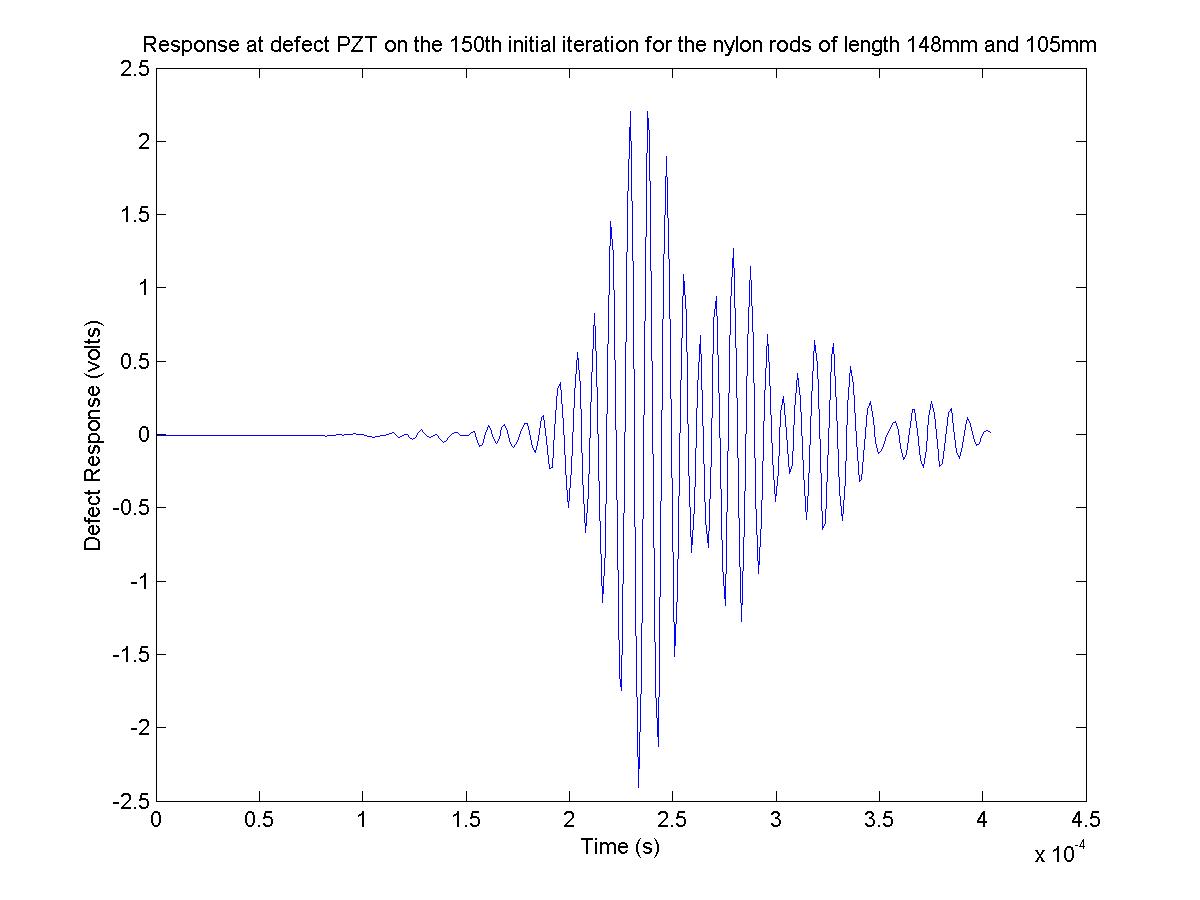 Response at defect PZT on the 150th initial iteration for the nylon rods of length 148mm and 105mm
2.5
2
1.5
1
0.5
0
-0.5
-1
-1.5
-2
-2.5
Defect Response (volts)
0 0.5 1 1.5 2 2.5 3 3.5 4 4.5
Time (s)
x 10-4